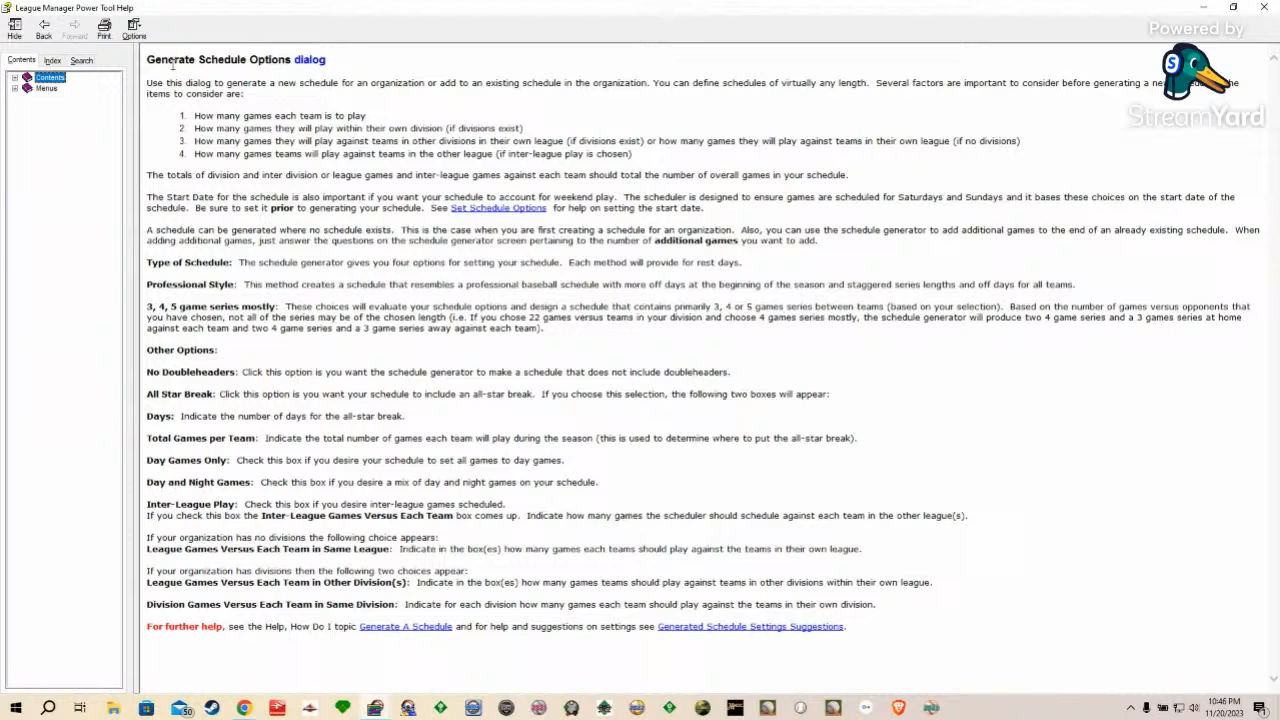 League Manager Power Tool Help
Hide Back Forward Print Options
Powered by
StreamYard
Contents Index Search
Contents
Menus
Generate Schedule Options dialog
Use this dialog to generate a new schedule for an organization or add to an existing schedule in the organization. You can define schedules of virtually any length. Several factors are important to consider before generating a
items to consider are:
1. How many games each team is to play
2. How many games they will play within their own division (if divisions exist)
3. How many games they will play against teams in other divisions in their own league (if divisions exist) or how many games they will play against teams in their own league (if no divisions)
4. How many games teams will play against teams in the other league (if inter-league play is chosen)
The totals of division and inter division or league games and inter-league games against each team should total the number of overall games in your schedule.
The Start Date for the schedule is also important if you want your schedule to account for weekend play. The scheduler is designed to ensure games are scheduled for Saturdays and Sundays and it bases these choices on the start date of the
schedule. Be sure to set it prior to generating your schedule. See Set Schedule Options for help on setting the start date.
A schedule can be generated where no schedule exists. This is the case when you are first creating a schedule for an organization. Also, you can use the schedule generator to add additional games to the end of an already existing schedule. When
adding additional games, just answer the questions on the schedule generator screen pertaining to the number of additional games you want to add.
Type of Schedule: The schedule generator gives you four options for setting your schedule. Each method will provide for rest days.
Professional Style: This method creates a schedule that resembles a professional baseball schedule with more off days at the beginning of the season and staggered series lengths and off days for all teams.
3, 4, 5 game series mostly: These choices will evaluate your schedule options and design a schedule that contains primarily 3, 4 or 5 games series between teams (based on your selection). Based on the number of games versus opponents that
you have chosen, not all of the series may be of the chosen length (i.e. If you chose 22 games versus teams in your division and choose 4 games series mostly, the schedule generator will produce two 4 game series and a 3 games series at home
against each team and two 4 game series and a 3 game series away against each team).
Other Options:
No Doubleheaders: Click this option is you want the schedule generator to make a schedule that does not include doubleheaders.
All Star Break: Click this option is you want your schedule to include an all-star break. If you choose this selection, the following two boxes will appear:
Days: Indicate the number of days for the all-star break.
Total Games per Team: Indicate the total number of games each team will play during the season (this is used to determine where to put the all-star break).
Day Games Only: Check this box if you desire your schedule to set all games to day games.
Day and Night Games: Check this box if you desire a mix of day and night games on your schedule.
Inter-League Play: Check this box if you desire inter-league games scheduled.
If you check this box the Inter-League Games Versus Each Team box comes up. Indicate how many games the scheduler should schedule against each team in the other league(s).
If your organization has no divisions the following choice appears:
League Games Versus Each Team in Same League: Indicate in the box(es) how many games each teams should play against the teams in their own league.
If your organization has divisions then the following two choices appear:
League Games Versus Each Team in Other Division(s): Indicate in the box(es) how many games teams should play against teams in other divisions within their own league.
Division Games Versus Each Team in Same Division: Indicate for each division how many games each team should play against the teams in their own division.
For further help, see the Help, How Do I topic Generate A Schedule and for help and suggestions on settings see Generated Schedule Settings Suggestions.
50
10:46 PM
11/20/2023